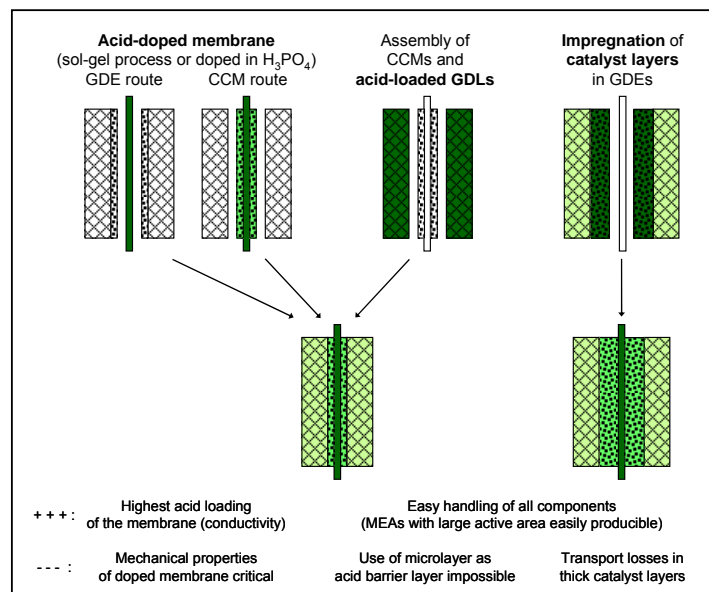 Acid-doped membrane
(sol-gel process or doped in H₃PO₄)
GDE route
CCM route
Assembly of
CCMs and
acid-loaded GDLs
Impregnation of
catalyst layers
in GDEs
+ + + :
Highest acid loading
of the membrane (conductivity)
Easy handling of all components
(MEAs with large active area easily producible)
- - - :
Mechanical properties
of doped membrane critical
Use of microlayer as
acid barrier layer impossible
Transport losses in
thick catalyst layers